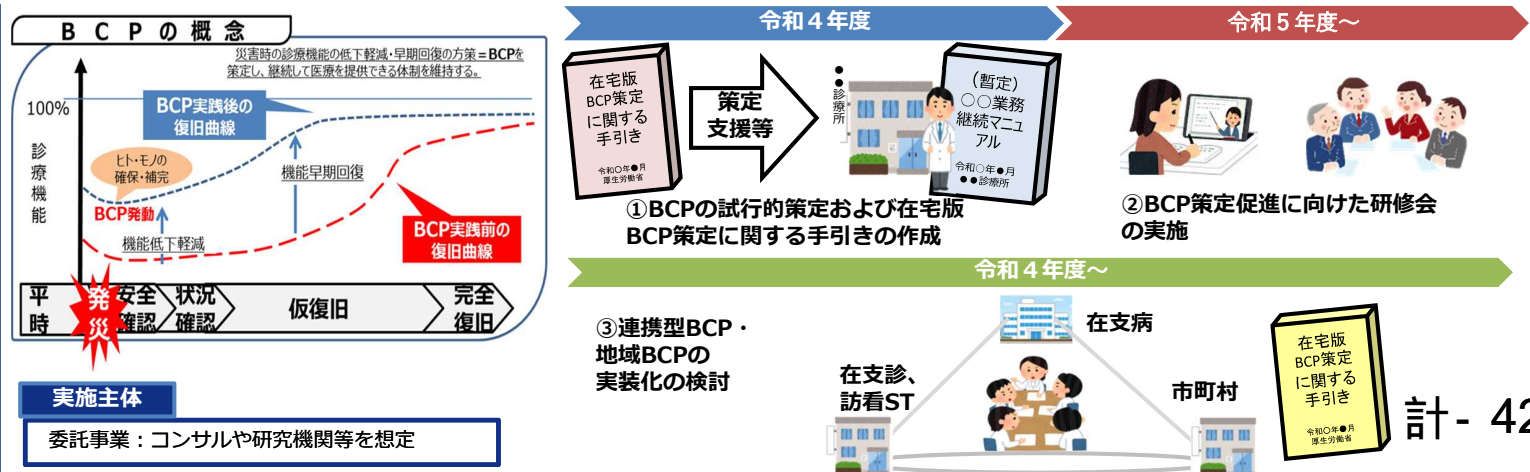 BCPの概念
災害時の診療機能の低下軽減・早期回復の方策＝BCPを
策定し、継続して医療を提供できる体制を維持する。
100%
診療機能
BCP実践後の
復旧曲線
ヒト・モノの
確保・補完
BCP発動
機能低下軽減
機能早期回復
BCP実践前の
復旧曲線
平時
発災
安全
確認
状況
確認
仮復旧
完全
復旧
実施主体
委託事業：コンサルや研究機関等を想定
令和４年度
在宅版
BCP策定
に関する
手引き
令和〇年●月
厚生労働省
策定
支援等
●●診療所
（暫定）
〇〇業務
継続マニュ
アル
令和〇年●月
●●診療所
①BCPの試行的策定および在宅版
BCP策定に関する手引きの作成
令和５年度～
②BCP策定促進に向けた研修会
の実施
令和４年度～
③連携型BCP・
地域BCPの
実装化の検討
在支病
在支診、
訪看ST
市町村
在宅版
BCP策定
に関する
手引き
令和〇年●月
厚生労働省
計- 42